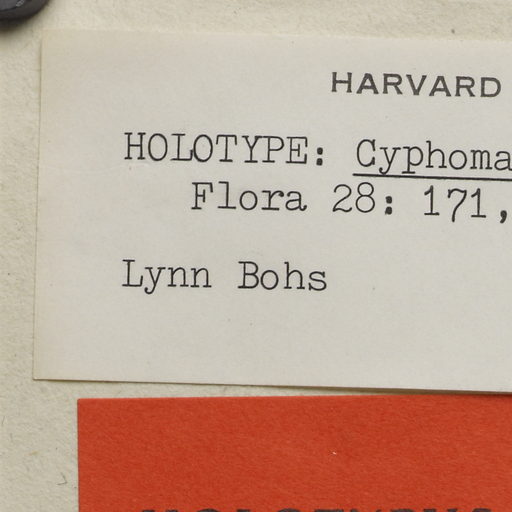 HARVARD
HOLOTYPE: Cyphoma
Flora 28: 171,
Lynn Bohs